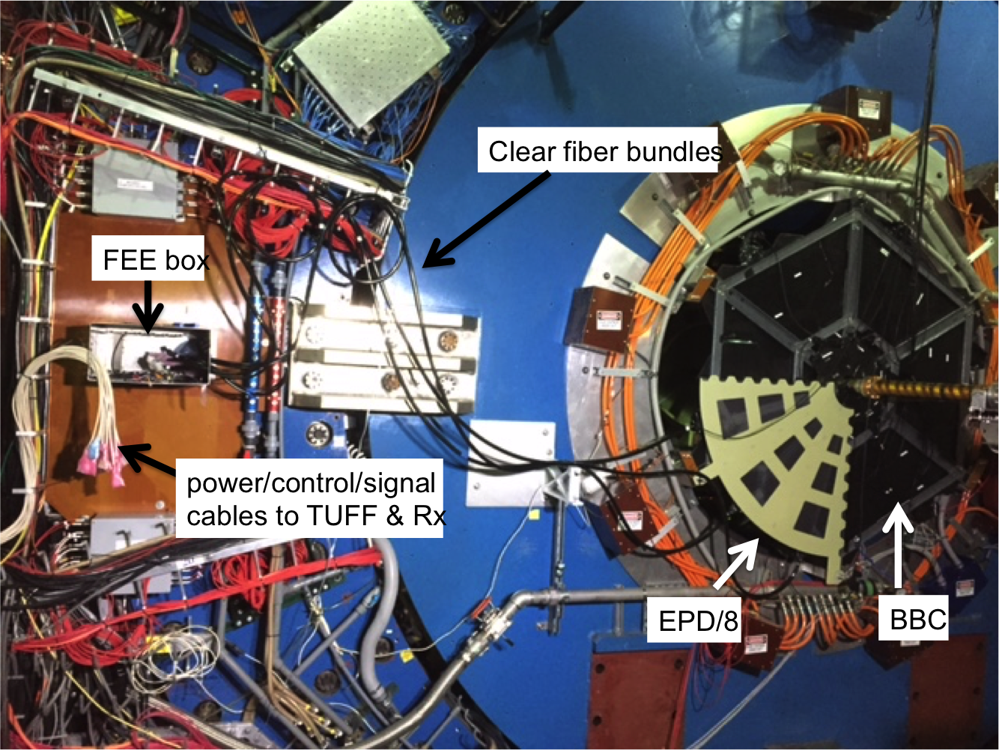 Clear fiber bundles
FEE box
power/control/signal
cables to TUFF & Rx
EPD/8
BBC